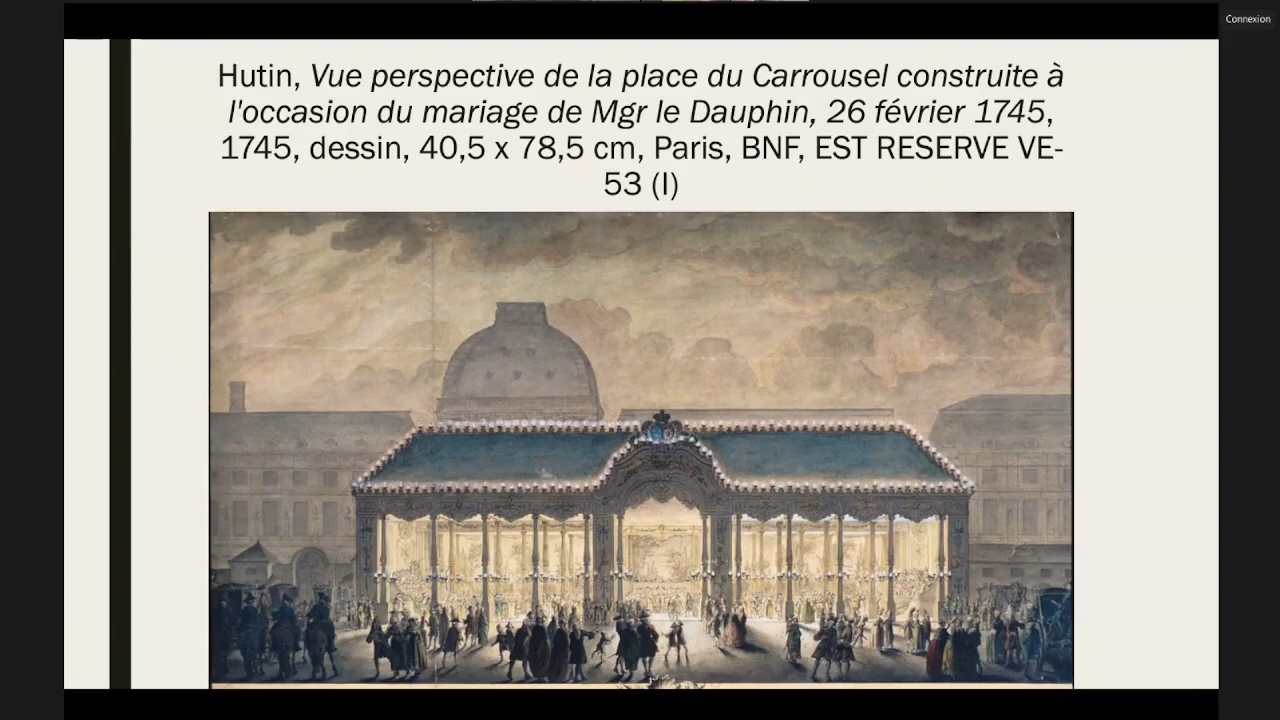 Connexion
Hutin, Vue perspective de la place du Carrousel construite à
l'occasion du mariage de Mgr le Dauphin, 26 février 1745,
1745, dessin, 40,5 x 78,5 cm, Paris, BNF, EST RESERVE VE-
53 (I)